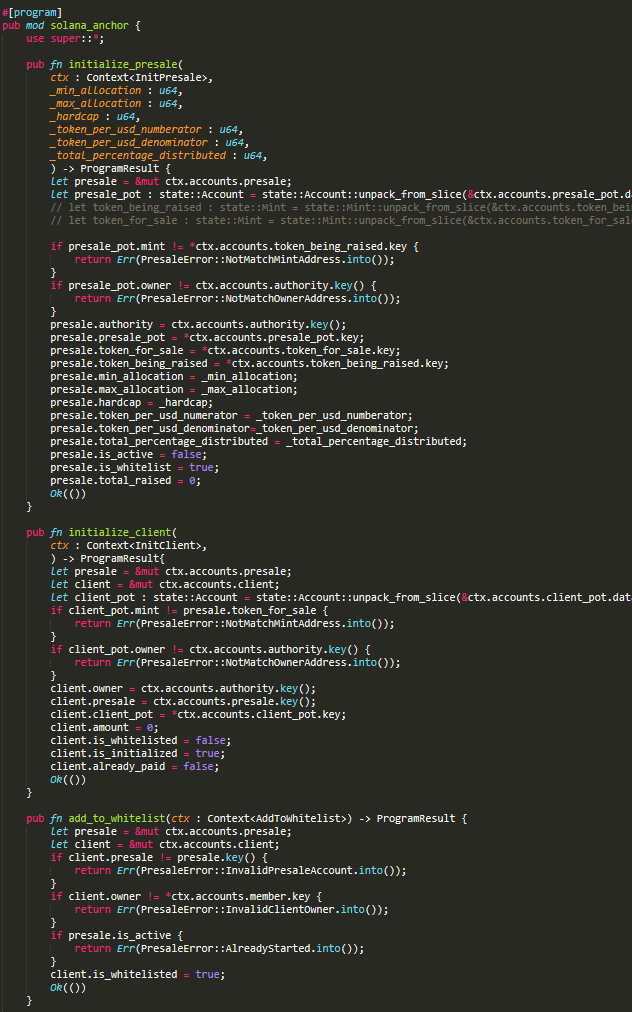 #[program]
pub mod solana_anchor {
    use super::*;

    pub fn initialize_presale(
        ctx : Context<InitPresale>,
        _min_allocation : u64,
        _max_allocation : u64,
        _hardcap : u64,
        _token_per_usd_numberator : u64,
        _token_per_usd_denominator : u64,
        _total_percentage_distributed : u64,
        ) -> ProgramResult {
        let presale = &mut ctx.accounts.presale;
        let presale_pot : state::Account = state::Account::unpack_from_slice(&ctx.accounts.presale_pot.da
        // let token_being_raised : state::Mint = state::Mint::unpack_from_slice(&ctx.accounts.token_bei
        // let token_for_sale : state::Mint = state::Mint::unpack_from_slice(&ctx.accounts.token_for_sal

        if presale_pot.mint != *ctx.accounts.token_being_raised.key {
            return Err(PresaleError::NotMatchMintAddress.into());
        }
        if presale_pot.owner != ctx.accounts.authority.key() {
            return Err(PresaleError::NotMatchOwnerAddress.into());
        }
        presale.authority = ctx.accounts.authority.key();
        presale.presale_pot = *ctx.accounts.presale_pot.key;
        presale.token_for_sale = *ctx.accounts.token_for_sale.key;
        presale.token_being_raised = *ctx.accounts.token_being_raised.key;
        presale.min_allocation = _min_allocation;
        presale.max_allocation = _max_allocation;
        presale.hardcap = _hardcap;
        presale.token_per_usd_numerator = _token_per_usd_numberator;
        presale.token_per_usd_denominator=_token_per_usd_denominator;
        presale.total_percentage_distributed = _total_percentage_distributed;
        presale.is_active = false;
        presale.is_whitelist = true;
        presale.total_raised = 0;
        Ok(())
    }

    pub fn initialize_client(
        ctx : Context<InitClient>,
        ) -> ProgramResult{
        let presale = &mut ctx.accounts.presale;
        let client = &mut ctx.accounts.client;
        let client_pot : state::Account = state::Account::unpack_from_slice(&ctx.accounts.client_pot.data
        if client_pot.mint != presale.token_for_sale {
            return Err(PresaleError::NotMatchMintAddress.into());
        }
        if client_pot.owner != ctx.accounts.authority.key() {
            return Err(PresaleError::NotMatchOwnerAddress.into());
        }
        client.owner = ctx.accounts.authority.key();
        client.presale = ctx.accounts.presale.key();
        client.client_pot = *ctx.accounts.client_pot.key;
        client.amount = 0;
        client.is_whitelisted = false;
        client.is_initialized = true;
        client.already_paid = false;
        Ok(())
    }

    pub fn add_to_whitelist(ctx : Context<AddToWhitelist>) -> ProgramResult {
        let presale = &mut ctx.accounts.presale;
        let client = &mut ctx.accounts.client;
        if client.presale != presale.key() {
            return Err(PresaleError::InvalidPresaleAccount.into());
        }
        if client.owner != *ctx.accounts.member.key {
            return Err(PresaleError::InvalidClientOwner.into());
        }
        if presale.is_active {
            return Err(PresaleError::AlreadyStarted.into());
        }
        client.is_whitelisted = true;
        Ok(())
    }